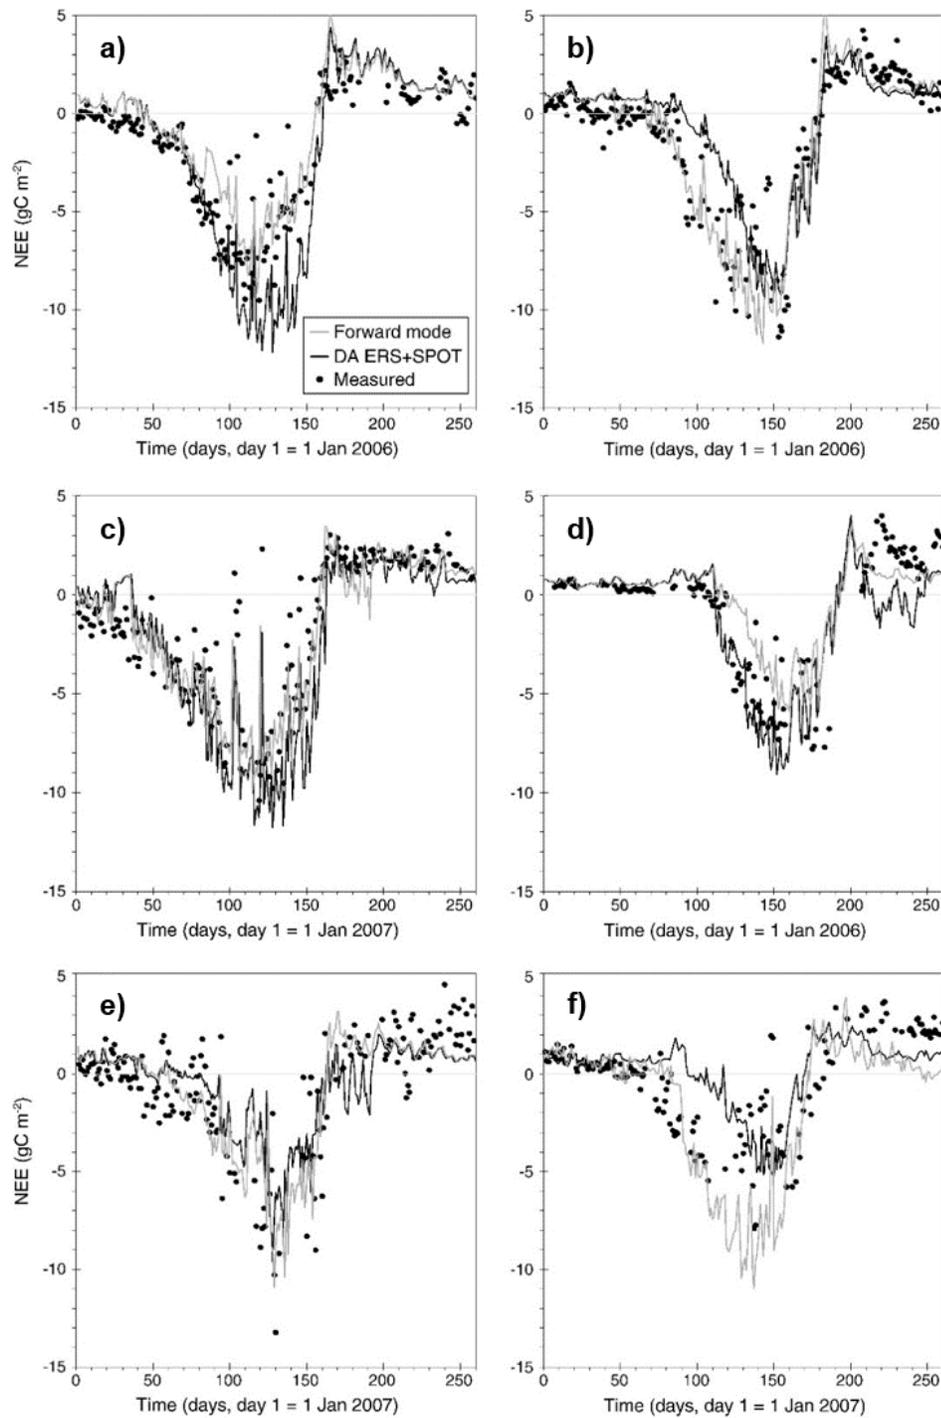 a)
b)
5
0
-5
-10
-15
NEE (gC m-2)
Forward mode
DA ERS+SPOT
Measured
0 50 100 150 200 250
Time (days, day 1 = 1 Jan 2006)
5
0
-5
-10
-15
0 50 100 150 200 250
Time (days, day 1 = 1 Jan 2006)
c)
d)
5
0
-5
-10
-15
0 50 100 150 200 250
Time (days, day 1 = 1 Jan 2007)
5
0
-5
-10
-15
0 50 100 150 200 250
Time (days, day 1 = 1 Jan 2006)
e)
f)
5
0
-5
-10
-15
NEE (gC m-2)
0 50 100 150 200 250
Time (days, day 1 = 1 Jan 2007)
5
0
-5
-10
-15
0 50 100 150 200 250
Time (days, day 1 = 1 Jan 2007)